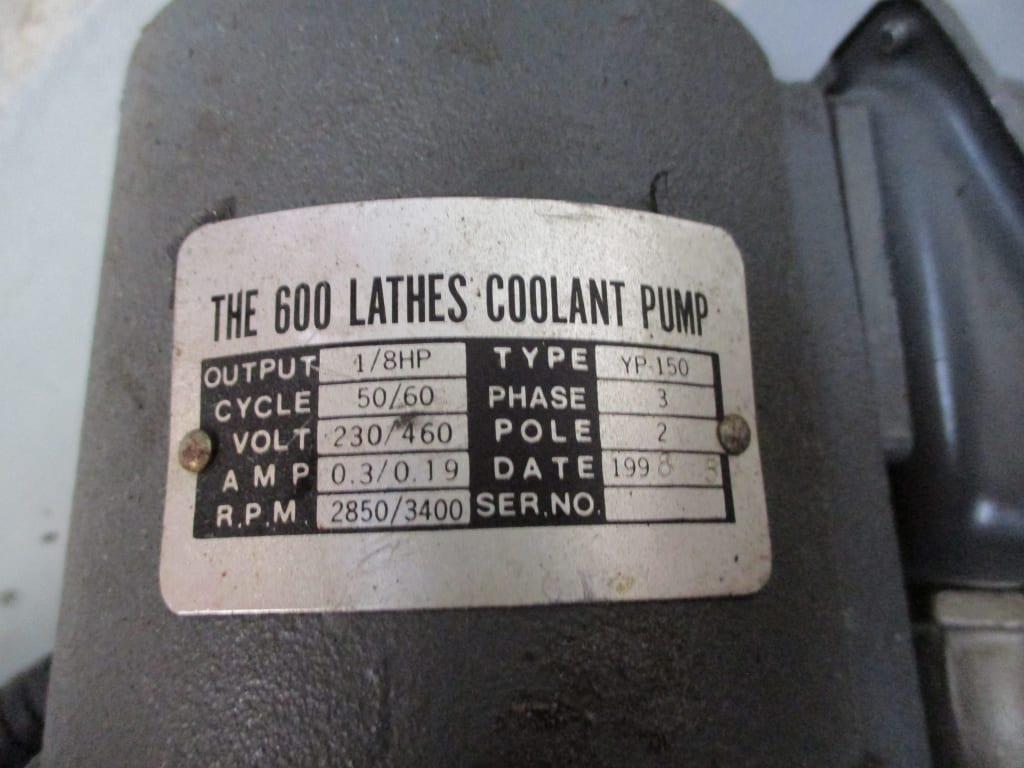 THE 600 LATHES COOLANT PUMP
OUTPUT 1/8HP TYPE YP-150
CYCLE 50/60 PHASE 3
VOLT 230/460 POLE 2
AMP 0.3/0.19 DATE 1998
R.P.M. 2850/3400 SER.NO.